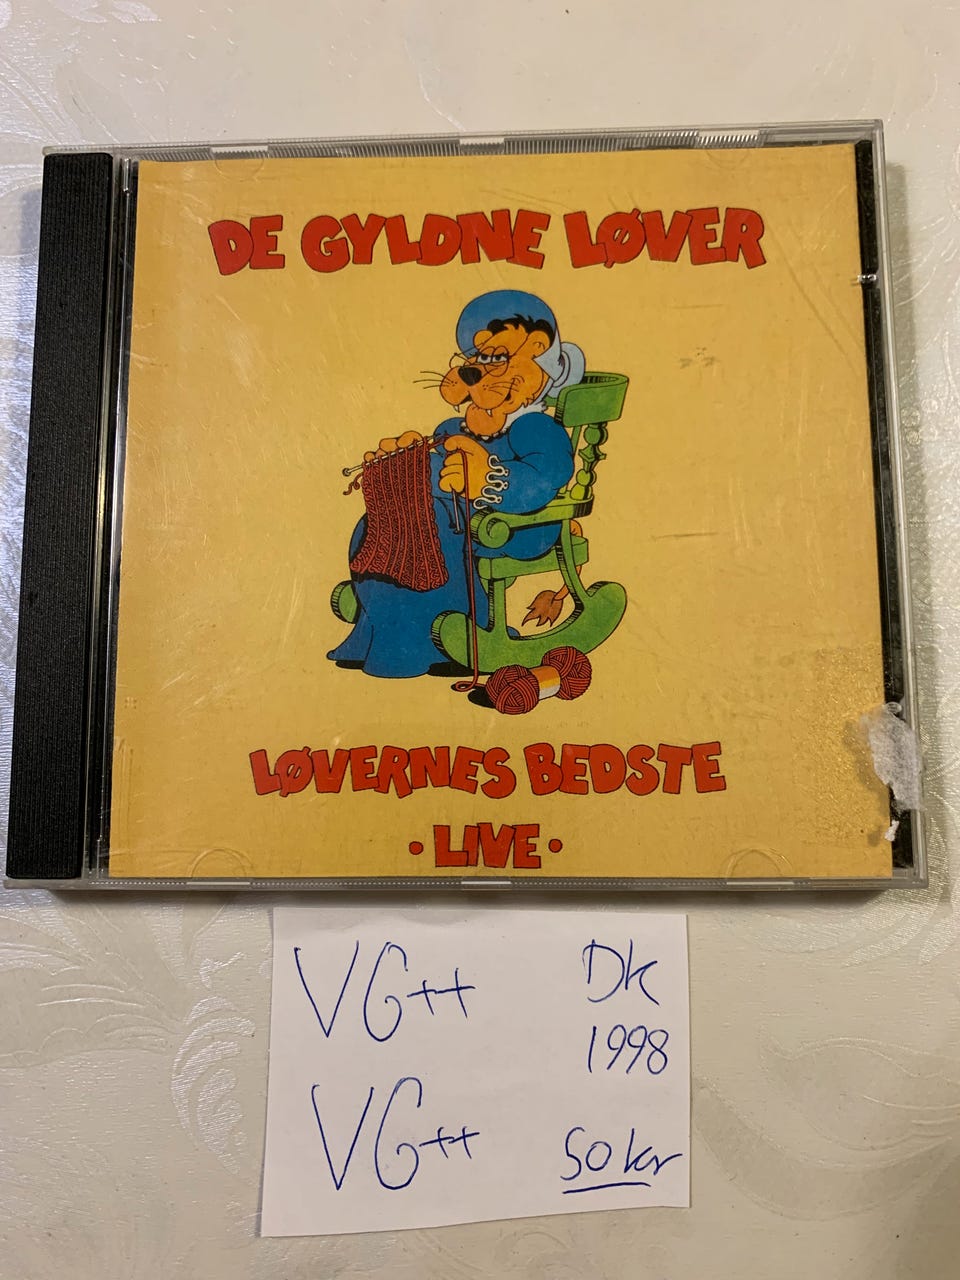 DE GYLDNE LØVER
LØVERNES BEDSTE
• LIVE •
VG++ DK
1998
VG++ 50 kr